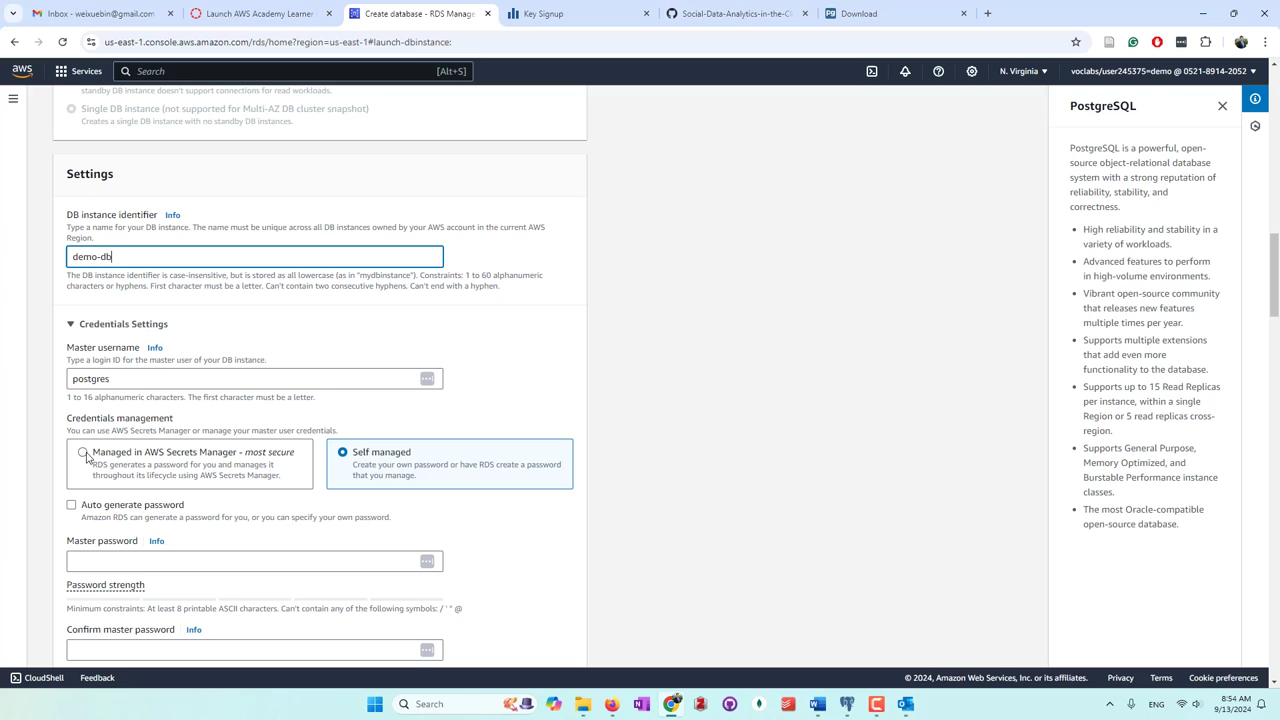 Inbox - weixuebin@gmail.com
Launch AWS Academy Learner
Create database - RDS Manage
Key Signup
Social-Data-Analytics-in-the-C
Download
us-east-1.console.aws.amazon.com/rds/home?region=us-east-1#launch-dbinstance:
aws
Services
Search
[Alt+S]
N. Virginia
voclabs/user245375=demo @ 0521-8914-2052
standby DB instance doesn't support connections for read workloads.
Single DB instance (not supported for Multi-AZ DB cluster snapshot)
Creates a single DB instance with no standby DB instances.
Settings
DB instance identifier Info
Type a name for your DB instance. The name must be unique across all DB instances owned by your AWS account in the current AWS
Region.
demo-db
The DB instance identifier is case-insensitive, but is stored as all lowercase (as in "mydbinstance"). Constraints: 1 to 60 alphanumeric
characters or hyphens. First character must be a letter. Can't contain two consecutive hyphens. Can't end with a hyphen.
Credentials Settings
Master username Info
Type a login ID for the master user of your DB instance.
postgres
1 to 16 alphanumeric characters. The first character must be a letter.
Credentials management
You can use AWS Secrets Manager or manage your master user credentials.
Managed in AWS Secrets Manager - most secure
RDS generates a password for you and manages it
throughout its lifecycle using AWS Secrets Manager.
Self managed
Create your own password or have RDS create a password
that you manage.
Auto generate password
Amazon RDS can generate a password for you, or you can specify your own password.
Master password Info
Password strength
Minimum constraints: At least 8 printable ASCII characters. Can't contain any of the following symbols: / ' " @
Confirm master password Info
PostgreSQL
PostgreSQL is a powerful, open-
source object-relational database
system with a strong reputation of
reliability, stability, and
correctness.
High reliability and stability in a
variety of workloads.
Advanced features to perform
in high-volume environments.
Vibrant open-source community
that releases new features
multiple times per year.
Supports multiple extensions
that add even more
functionality to the database.
Supports up to 15 Read Replicas
per instance, within a single
Region or 5 read replicas cross-
region.
Supports General Purpose,
Memory Optimized, and
Burstable Performance instance
classes.
The most Oracle-compatible
open-source database.
CloudShell
Feedback
© 2024, Amazon Web Services, Inc. or its affiliates.
Privacy
Terms
Cookie preferences
Search
ENG
8:54 AM
9/13/2024